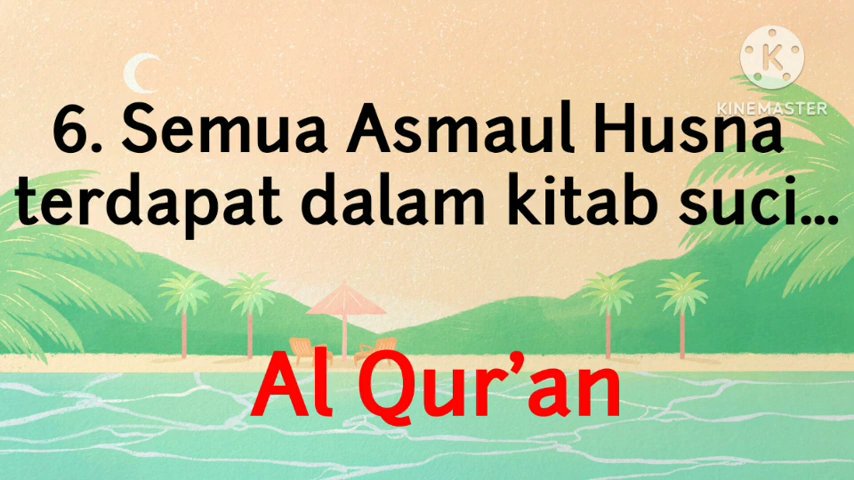 KINEMASTER
6. Semua Asmaul Husna
terdapat dalam kitab suci...
Al Qur'an